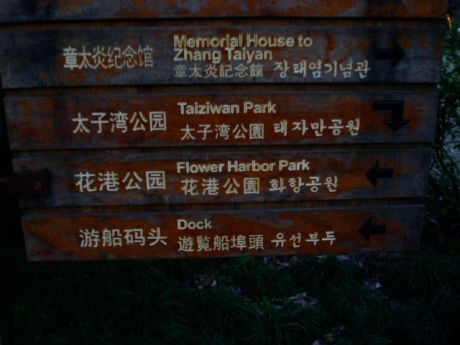 章太炎纪念馆
Memorial House to
Zhang Taiyan
章太炎記念館 장태염기념관
太子湾公园
Taiziwan Park
太子湾公園 태자만공원
花港公园
Flower Harbor Park
花港公園 화항공원
游船码头
Dock
遊覧船埠頭 유선부두